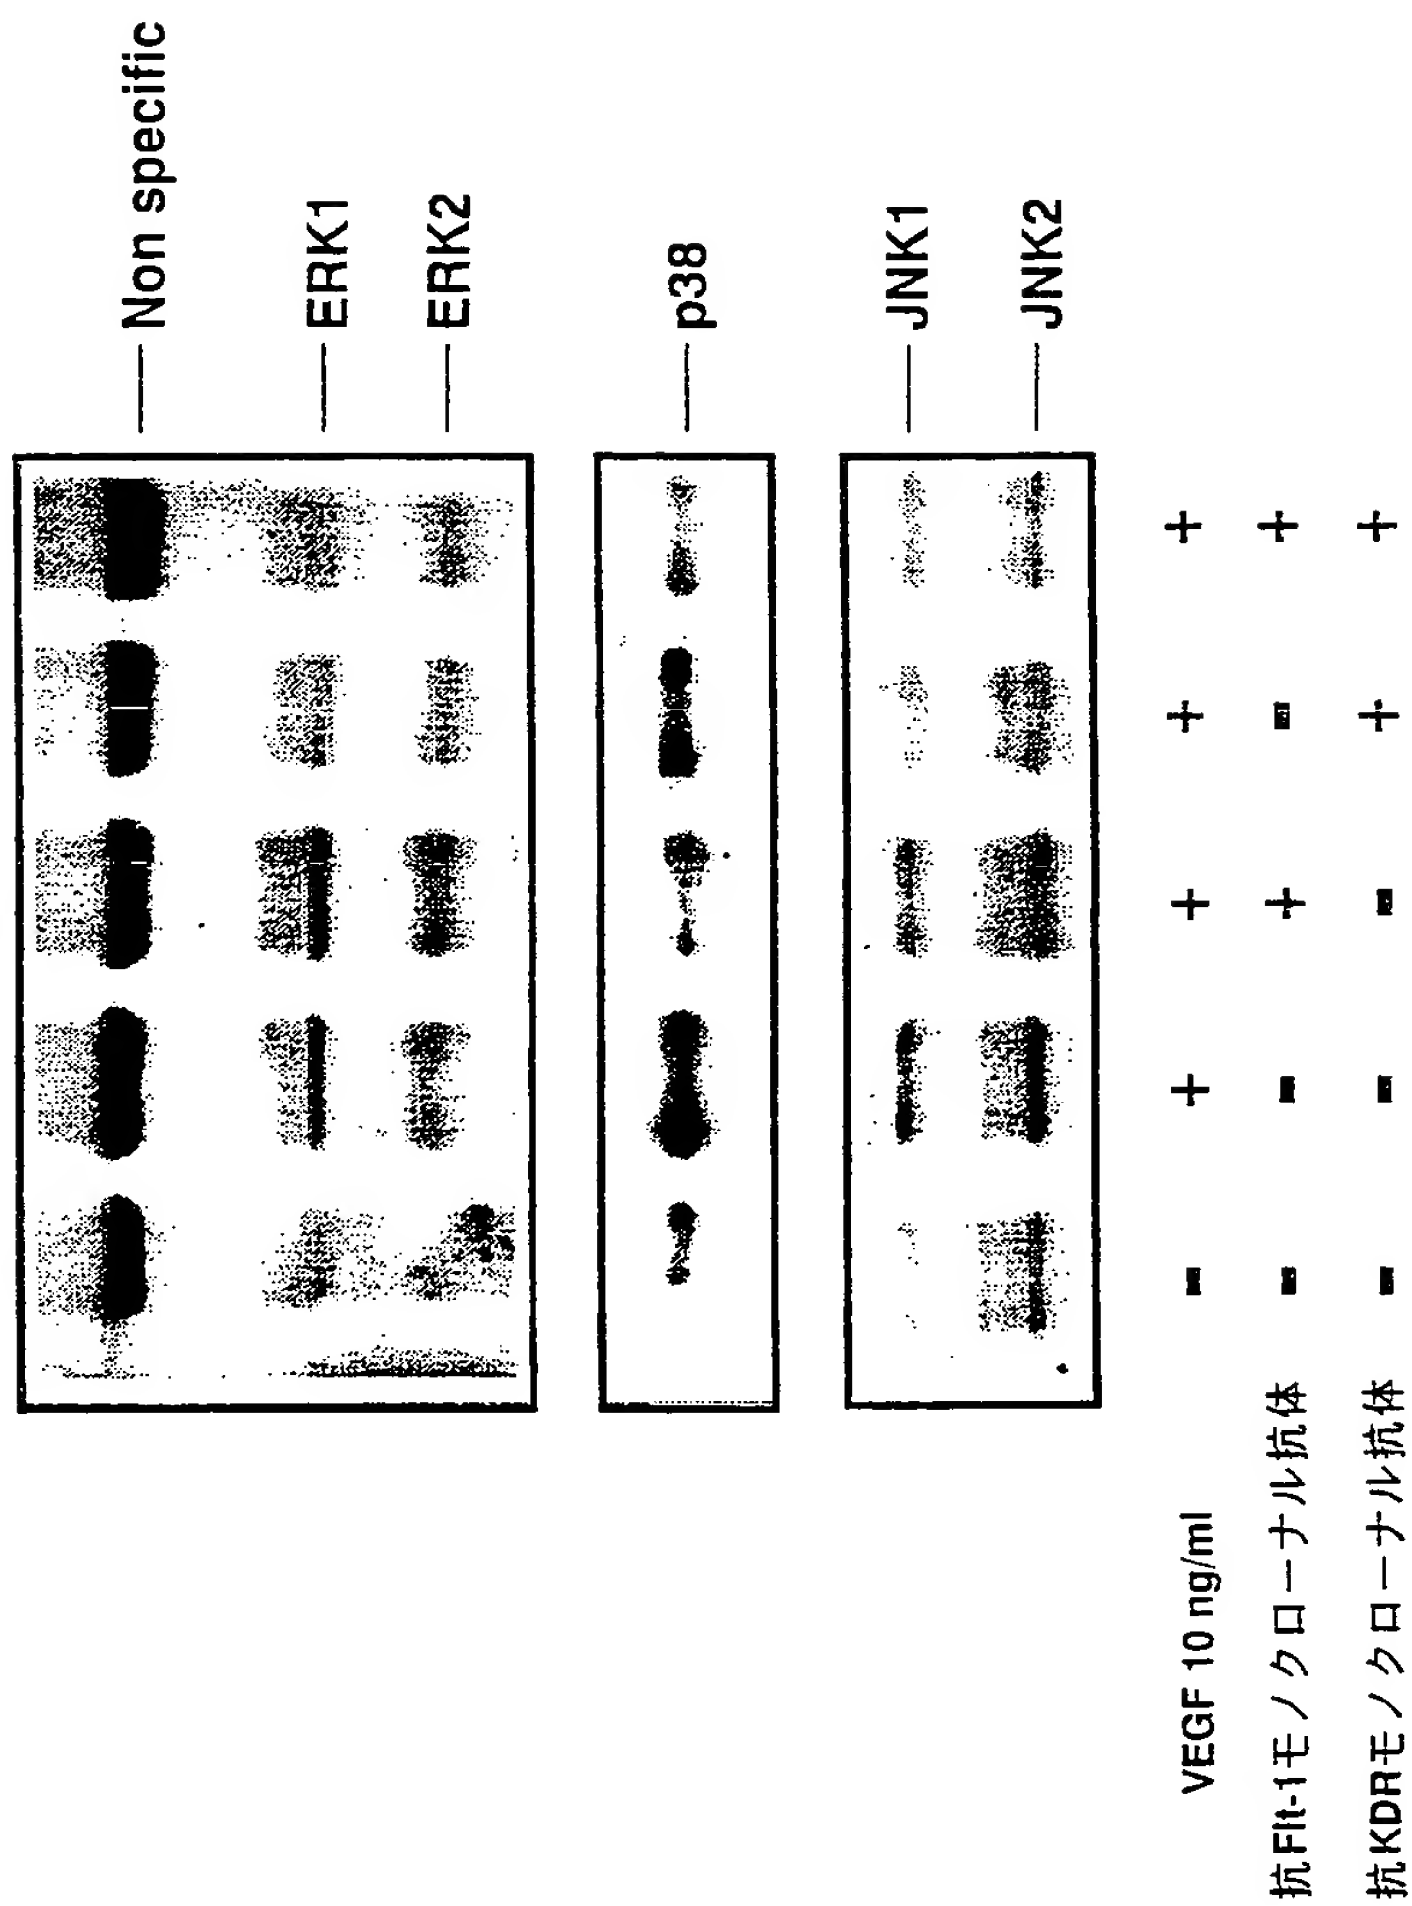 Non specific
ERK1
ERK2
p38
JNK1
JNK2
VEGF 10 ng/ml - + + + +
抗Flt-1モノクローナル抗体 - - + - +
抗KDRモノクローナル抗体 - - - + +